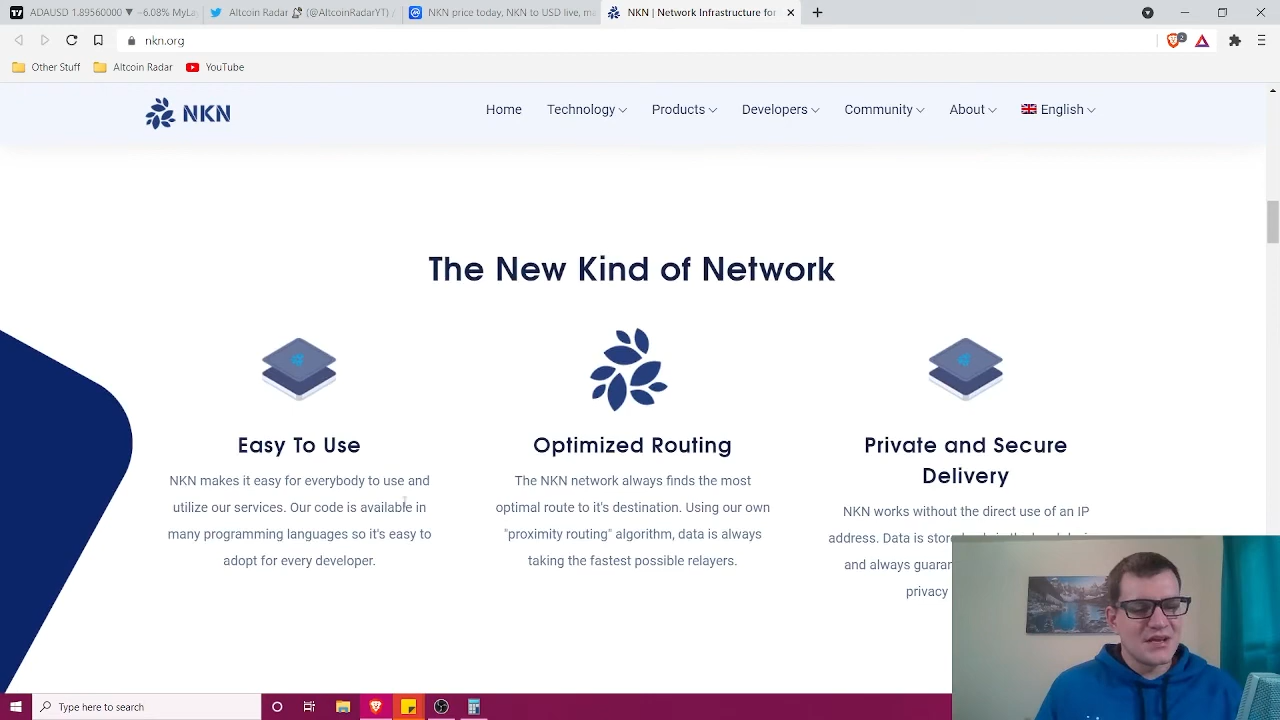 ADAUSD 1.89560000 ▼ −6.08% MyLay
Altcoin Radar (@AltcoinRadarYT) /
NKN price today, NKN to USD live, ma
NKN | Network Infrastructure for
nkn.org
2
Other Stuff
Altcoin Radar
YouTube
NKN
Home
Technology
Products
Developers
Community
About
English
The New Kind of Network
Easy To Use
NKN makes it easy for everybody to use and
utilize our services. Our code is available in
many programming languages so it's easy to
adopt for every developer.
Optimized Routing
The NKN network always finds the most
optimal route to it's destination. Using our own
"proximity routing" algorithm, data is always
taking the fastest possible relayers.
Private and Secure
Delivery
NKN works without the direct use of an IP
address. Data is
and always
privacy
Type here to search